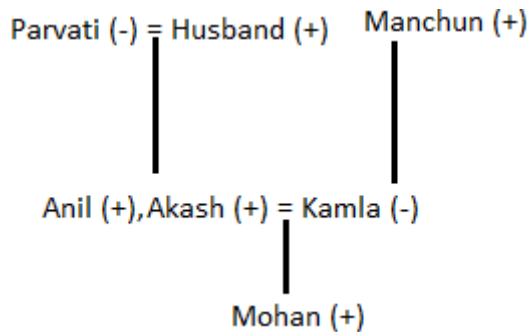 Parvati (-) = Husband (+)
Manchun (+)
Anil (+),Akash (+) = Kamla (-)
Mohan (+)